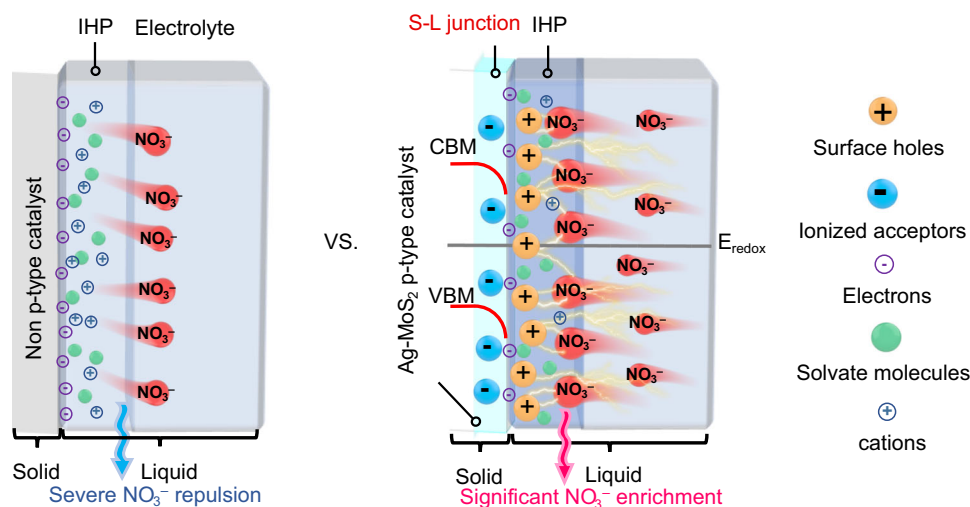 IHP Electrolyte
Non p-type catalyst
NO₃⁻
NO₃⁻
NO₃⁻
NO₃⁻
NO₃⁻
NO₃⁻
Solid
Liquid
Severe NO₃⁻ repulsion
VS.
S-L junction IHP
CBM
VBM
Ag-MoS₂ p-type catalyst
NO₃⁻
NO₃⁻
NO₃⁻
NO₃⁻
NO₃⁻
NO₃⁻
NO₃⁻
NO₃⁻
NO₃⁻
NO₃⁻
NO₃⁻
E_redox
Solid
Liquid
Significant NO₃⁻ enrichment
+
Surface holes
-
Ionized acceptors
-
Electrons
Solvate molecules
+
cations